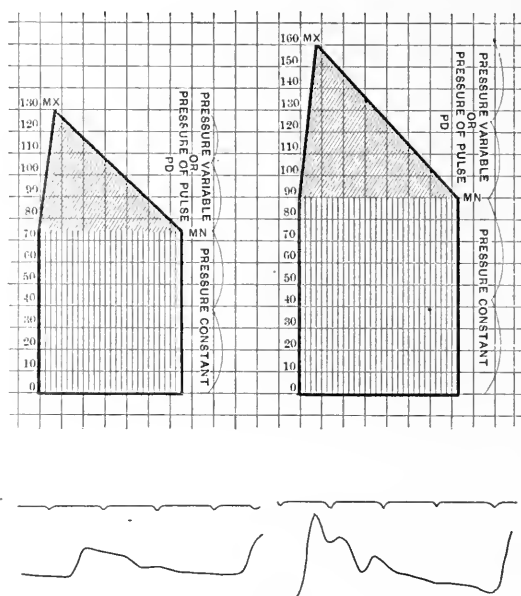 130 MX
120
110
100
90
80
70
60
50
40
30
20
10
0
MN
PRESSURE VARIABLE
OR
PRESSURE OF PULSE
PD
PRESSURE CONSTANT
160 MX
150
140
130
120
110
100
90
80
70
60
50
40
30
20
10
0
MN
PRESSURE VARIABLE
OR
PRESSURE OF PULSE
PD
PRESSURE CONSTANT